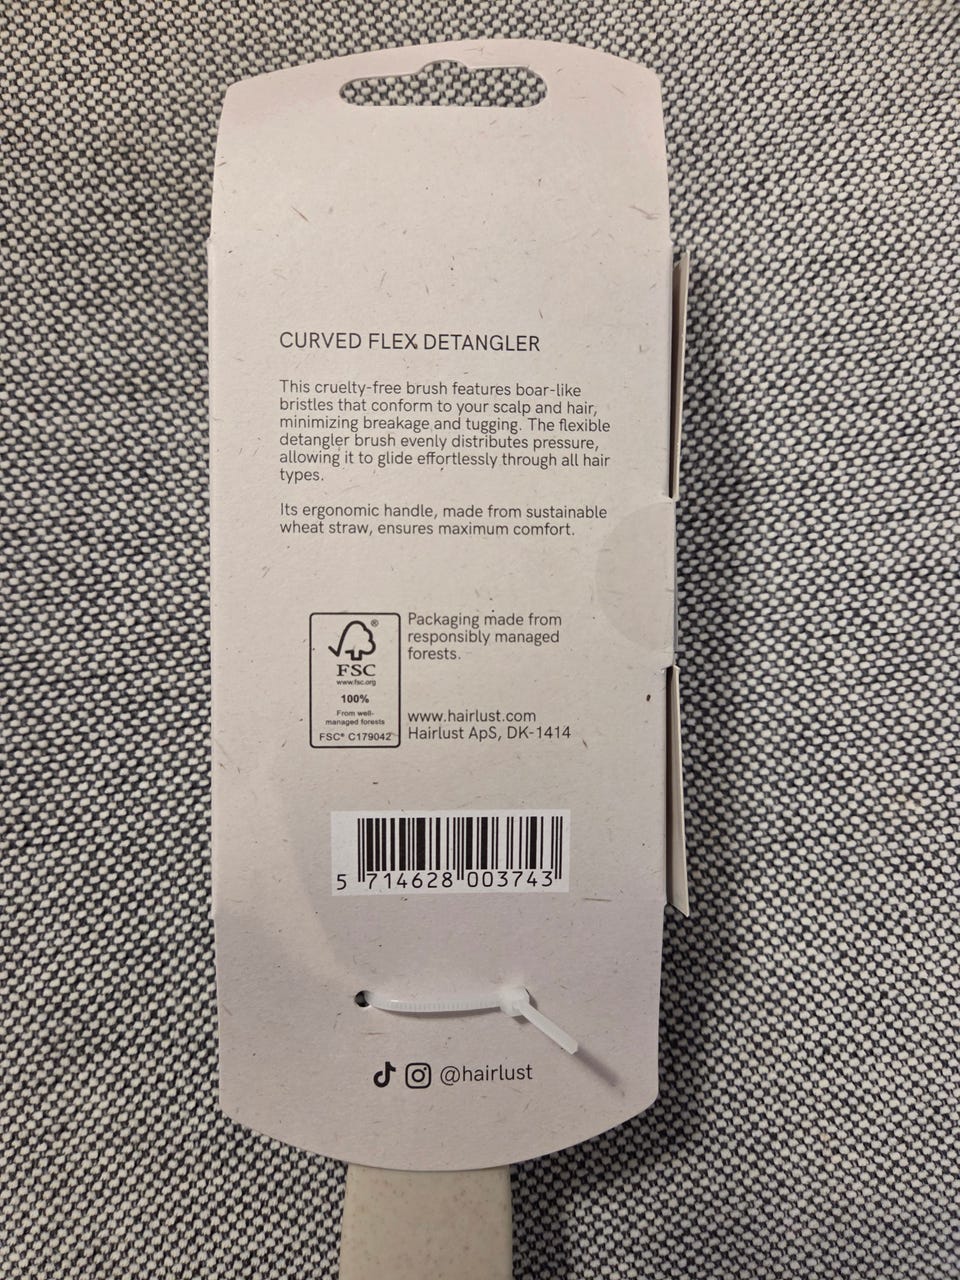 CURVED FLEX DETANGLER
This cruelty-free brush features boar-like
bristles that conform to your scalp and hair,
minimizing breakage and tugging. The flexible
detangler brush evenly distributes pressure,
allowing it to glide effortlessly through all hair
types.
Its ergonomic handle, made from sustainable
wheat straw, ensures maximum comfort.
®
FSC
www.fsc.org
100%
From well-
managed forests
FSC® C179042
Packaging made from
responsibly managed
forests.
www.hairlust.com
Hairlust ApS, DK-1414
5 714628 003743
@hairlust